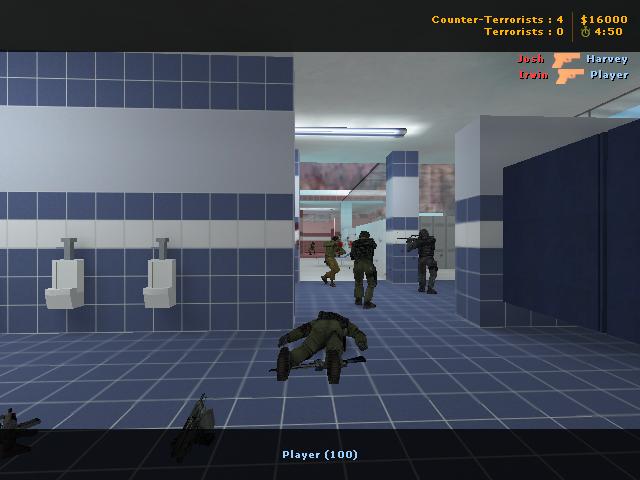 Counter-Terrorists : 4 $16000
Terrorists : 0 4:50
Josh Harvey
Irwin Player
Player (100)